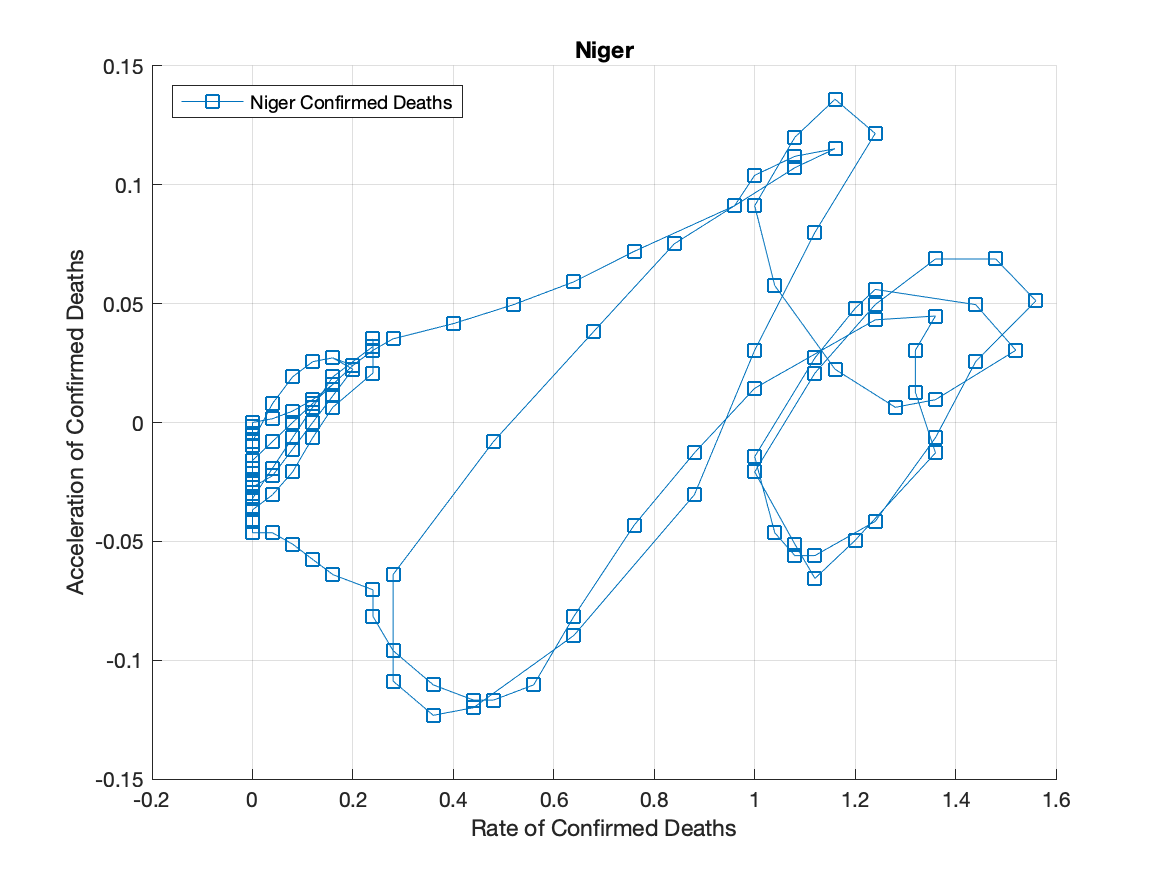 Niger
0.15
Niger Confirmed Deaths
0.1
0.05
0
-0.05
-0.1
-0.15
Acceleration of Confirmed Deaths
-0.2 0 0.2 0.4 0.6 0.8 1 1.2 1.4 1.6
Rate of Confirmed Deaths